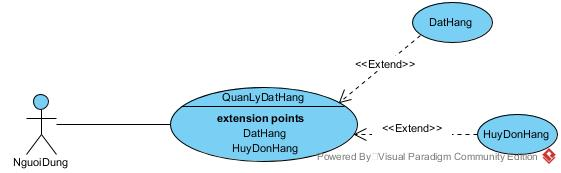 DatHang
<<Extend>>
QuanLyDatHang
extension points
DatHang
HuyDonHang
<<Extend>>
HuyDonHang
NguoiDung
Powered By Visual Paradigm Community Edition